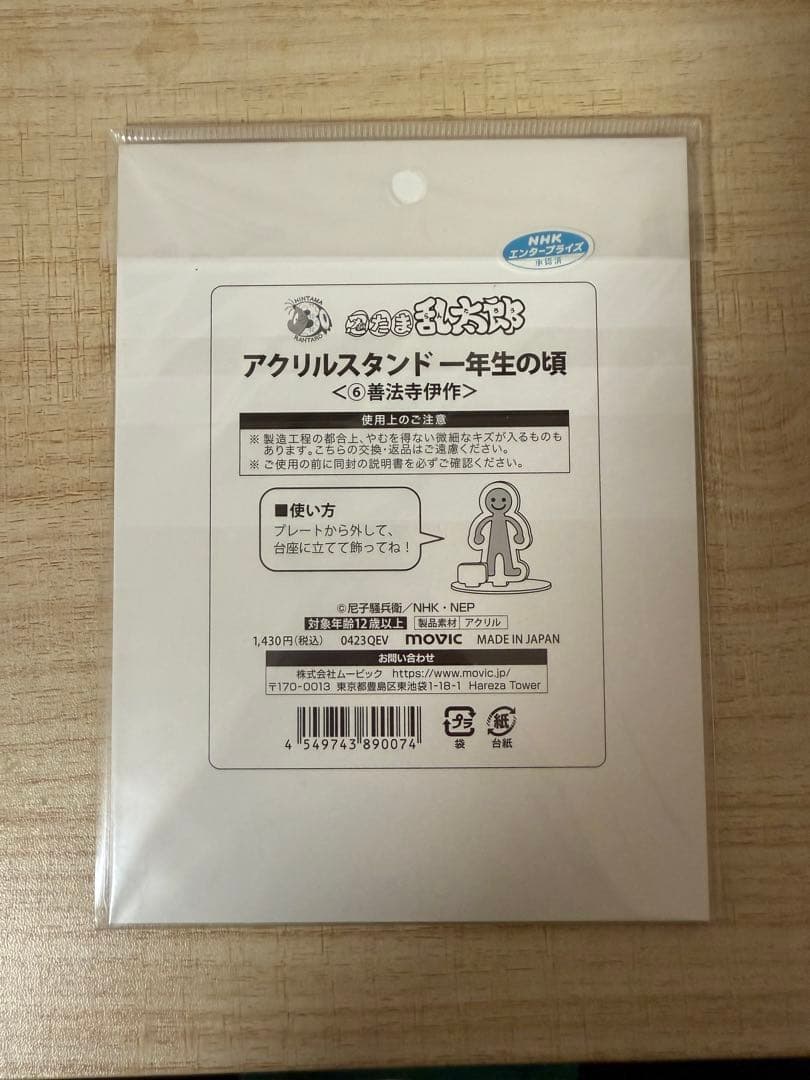 NHK
エンタープライズ
承認済
NINTAMA
30
RANTARO
忍たま乱太郎
アクリルスタンド 一年生の頃
<⑥善法寺伊作>
使用上のご注意
※ 製造工程の都合上、やむを得ない微細なキズが入るものも
あります。こちらの交換・返品はご遠慮ください。
※ ご使用の前に同封の説明書を必ずご確認ください。
■使い方
プレートから外して、
台座に立てて飾ってね！
©尼子騒兵衛／NHK・NEP
対象年齢12歳以上 製品素材 アクリル
1,430円(税込) 0423QEV movic MADE IN JAPAN
お問い合わせ
株式会社ムービック https://www.movic.jp/
〒170-0013 東京都豊島区東池袋1-18-1 Hareza Tower
4 549743 890074
プラ 紙
袋 台紙